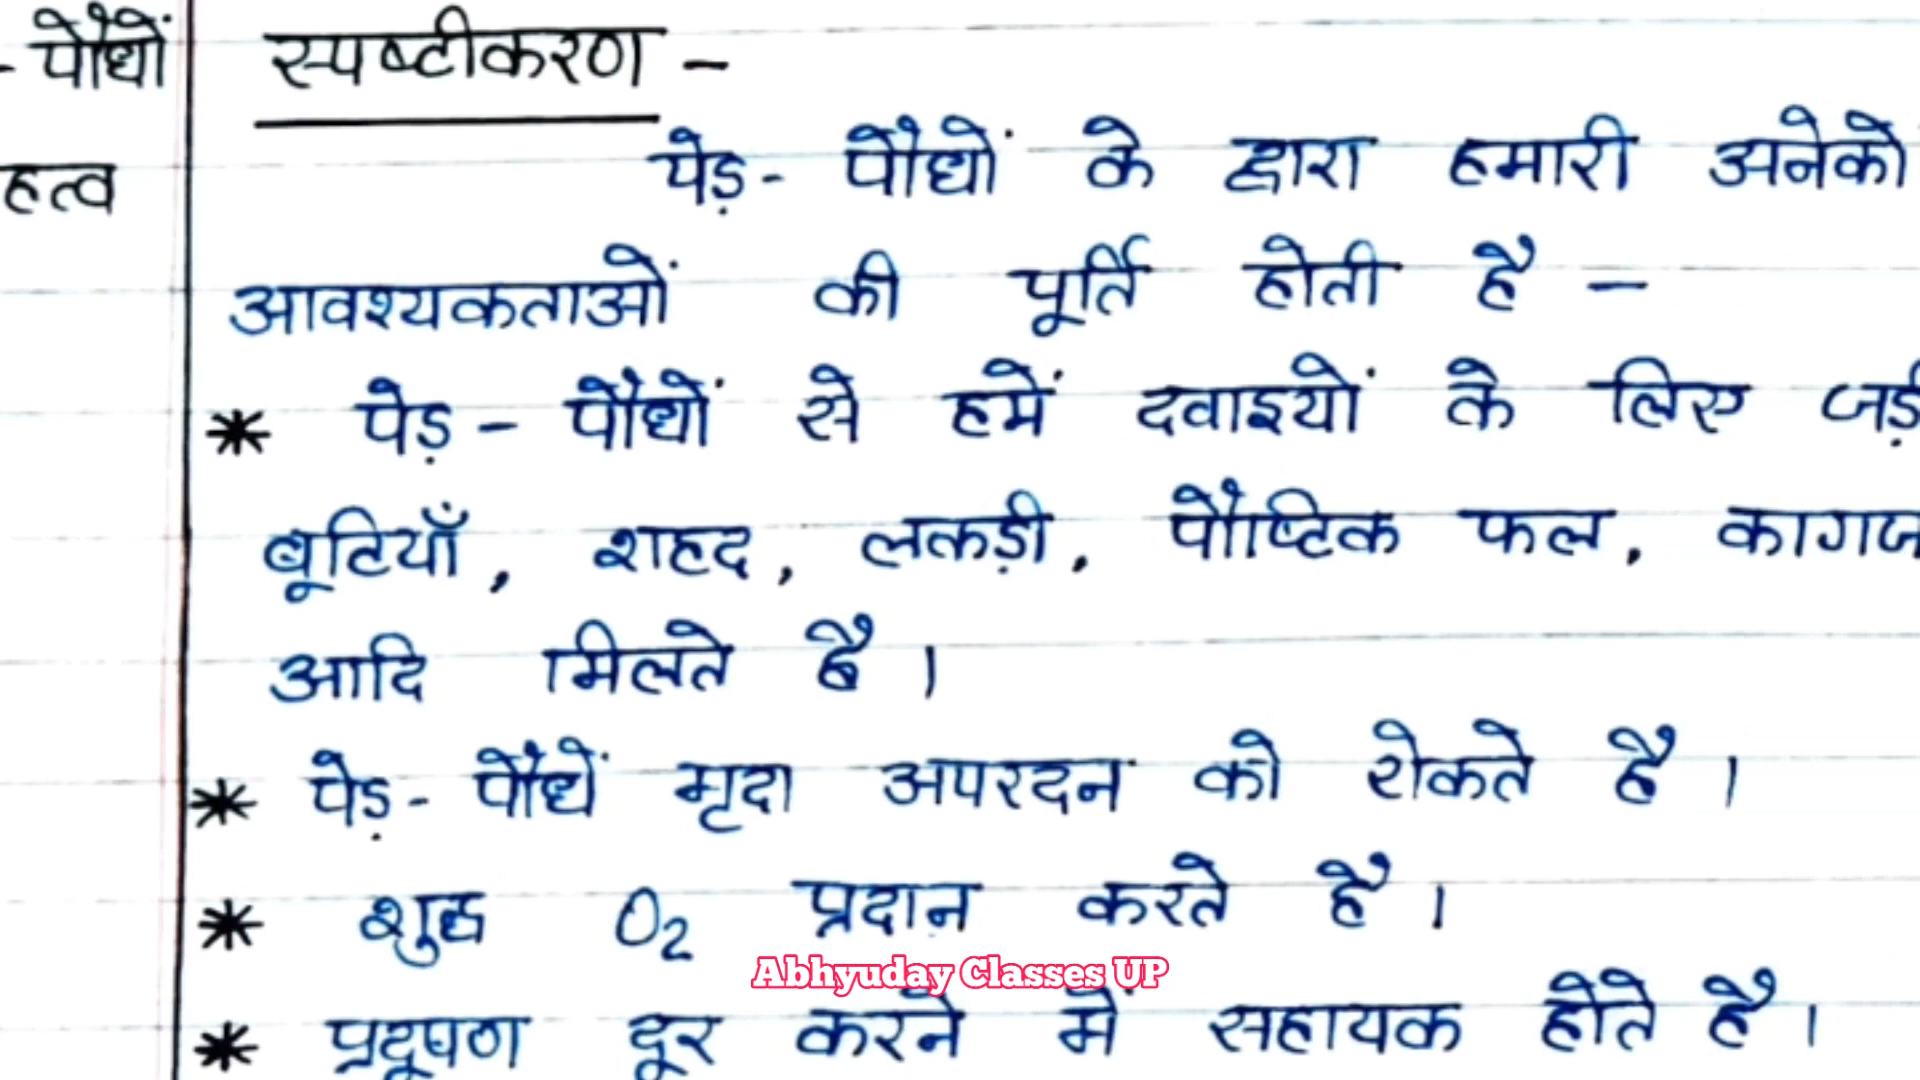 - पौधों स्पष्टीकरण -
पेड़ - पौधों के द्वारा हमारी अनेकों
हत्व
आवश्यकताओं की पूर्ति होती है -
* पेड़ - पौधों से हमें दवाइयों के लिए जड़
बूटियाँ, शहद, लकड़ी, पौष्टिक फल, कागज
आदि मिलते है ।
* पेड़ - पौधें मृदा अपरदन को रोकते है ।
* शुद्ध O₂ प्रदान करते है ।
Abhyuday Classes UP
* प्रदूषण दूर करने में सहायक होते है ।